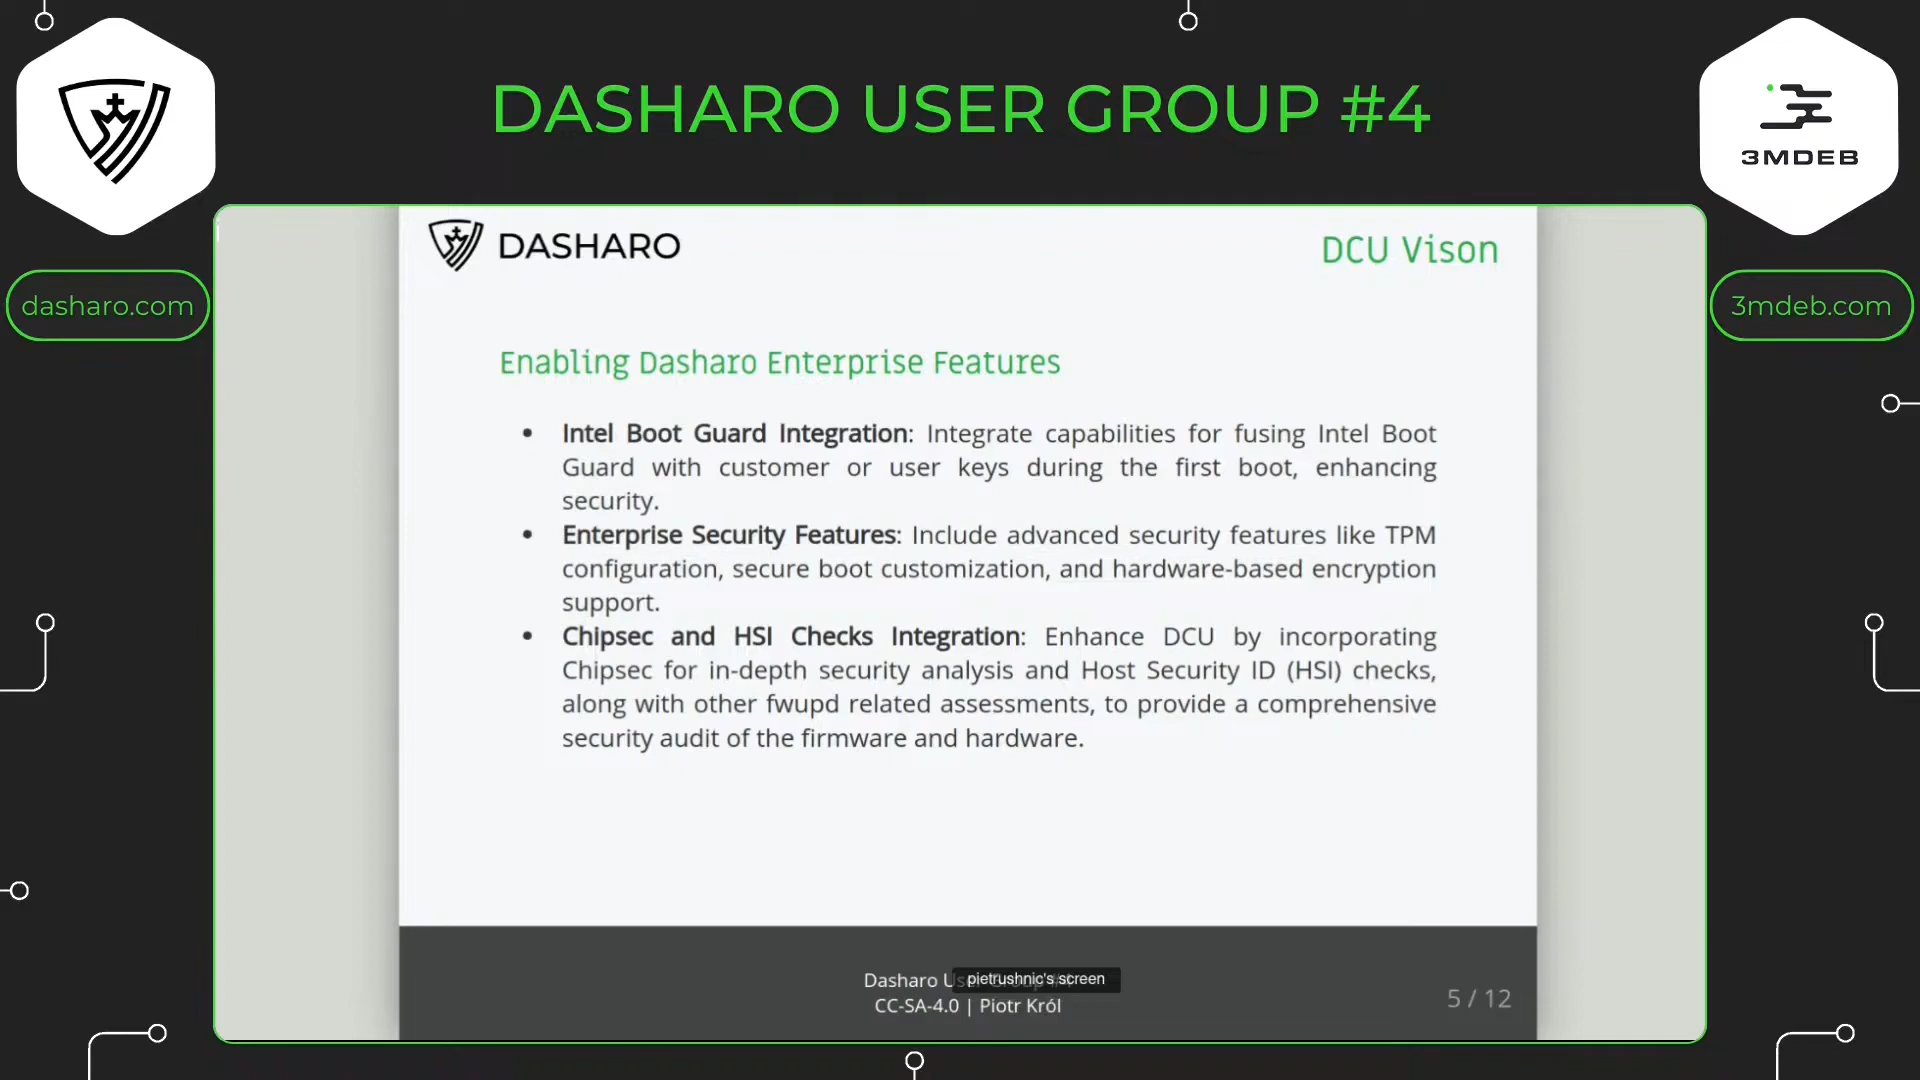 DASHARO USER GROUP #4
3MDEB
dasharo.com
3mdeb.com
DASHARO
DCU Vison
Enabling Dasharo Enterprise Features
• Intel Boot Guard Integration: Integrate capabilities for fusing Intel Boot
Guard with customer or user keys during the first boot, enhancing
security.
• Enterprise Security Features: Include advanced security features like TPM
configuration, secure boot customization, and hardware-based encryption
support.
• Chipsec and HSI Checks Integration: Enhance DCU by incorporating
Chipsec for in-depth security analysis and Host Security ID (HSI) checks,
along with other fwupd related assessments, to provide a comprehensive
security audit of the firmware and hardware.
Dasharo
pietrushnic's screen
CC-SA-4.0 | Piotr Król
5 / 12